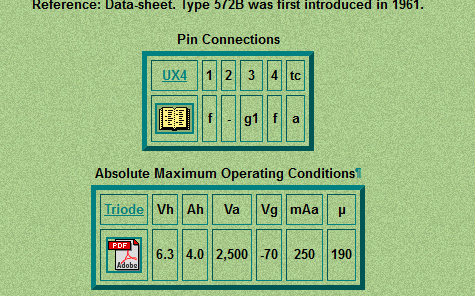 Reference: Data-sheet. Type 572B was first introduced in 1961.
Pin Connections
UX4 1 2 3 4 tc
f - g1 f a
Absolute Maximum Operating Conditions¶
Triode Vh Ah Va Vg mAa µ
PDF Adobe 6.3 4.0 2,500 -70 250 190